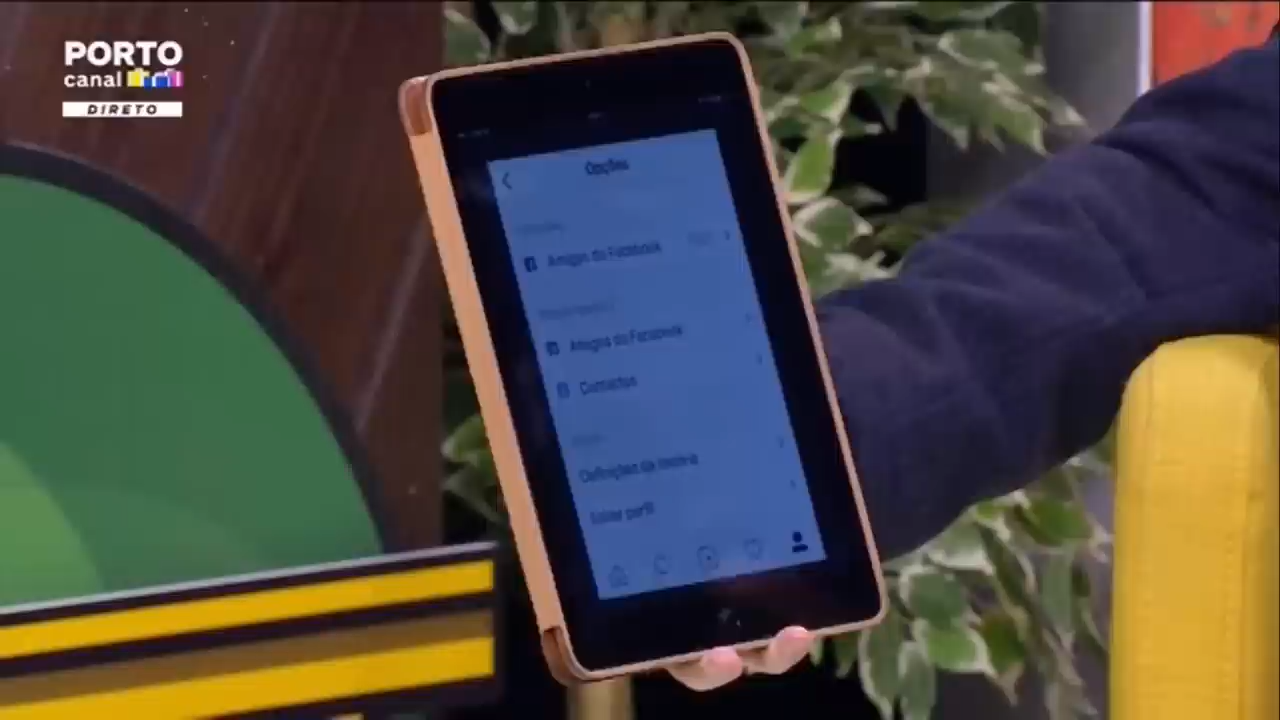 PORTO
canal
DIRETO
Opções
Amigos do Facebook
Amigos do Facebook
Contactos
Definições da história
Editar perfil